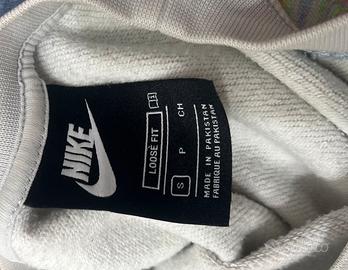 NIKE
LOOSE FIT
S P CH
MADE IN PAKISTAN
FABRIQUÉ AU PAKISTAN